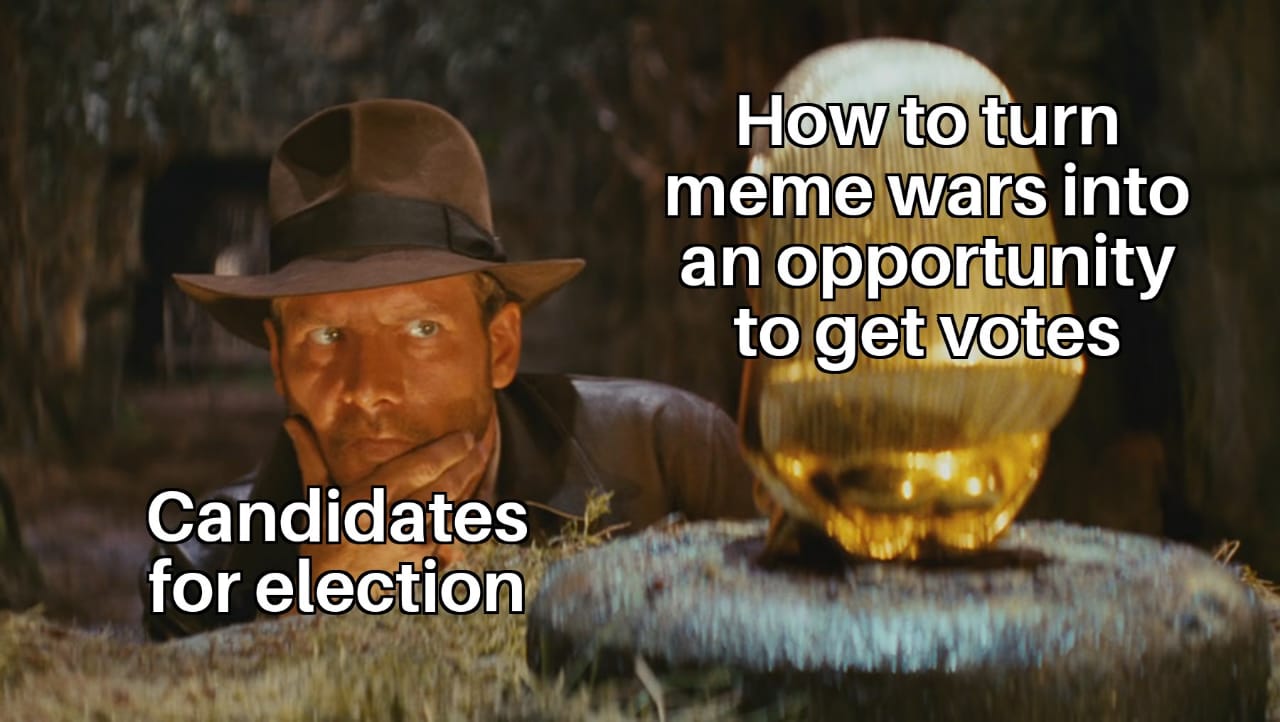 How to turn
meme wars into
an opportunity
to get votes
Candidates
for election